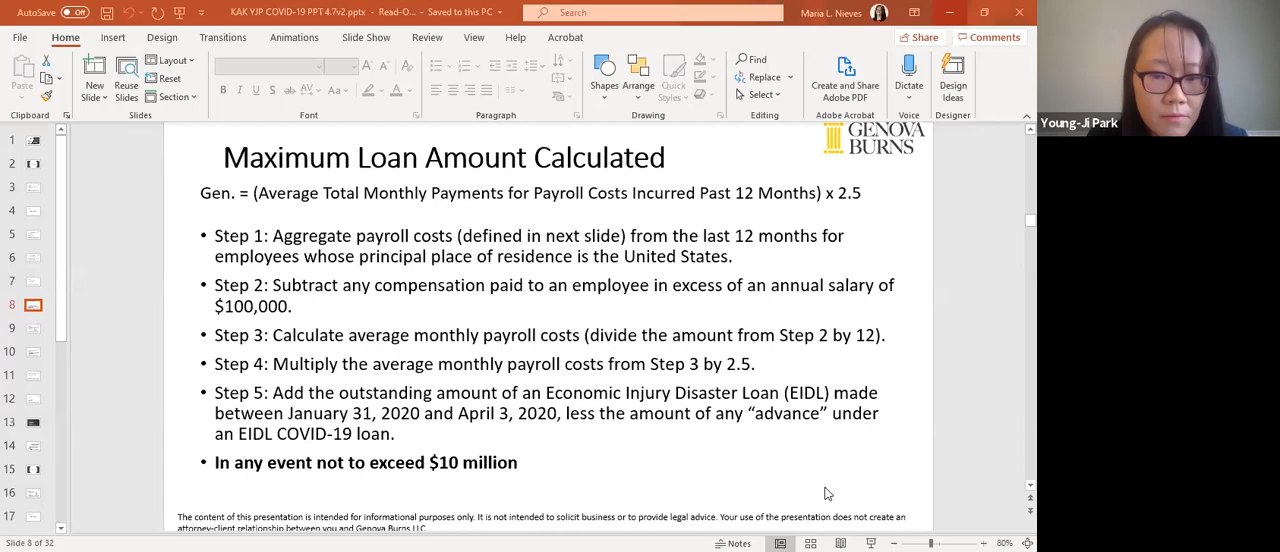 AutoSave Off KAK YJP COVID-19 PPT 4.7v2.pptx - Read-O... - Saved to this PC Search Maria L. Nieves
File Home Insert Design Transitions Animations Slide Show Review View Help Acrobat Share Comments
Paste New Slide Reuse Slides Layout Reset Section
B I U S ab AV Aa A
Shapes Arrange Quick Styles Find Replace Select Create and Share Adobe PDF Dictate Design Ideas
Clipboard Slides Font Paragraph Drawing Editing Adobe Acrobat Voice Designer
Young-Ji Park
GENOVA
BURNS
Maximum Loan Amount Calculated
Gen. = (Average Total Monthly Payments for Payroll Costs Incurred Past 12 Months) x 2.5
• Step 1: Aggregate payroll costs (defined in next slide) from the last 12 months for
employees whose principal place of residence is the United States.
• Step 2: Subtract any compensation paid to an employee in excess of an annual salary of
$100,000.
• Step 3: Calculate average monthly payroll costs (divide the amount from Step 2 by 12).
• Step 4: Multiply the average monthly payroll costs from Step 3 by 2.5.
• Step 5: Add the outstanding amount of an Economic Injury Disaster Loan (EIDL) made
between January 31, 2020 and April 3, 2020, less the amount of any “advance” under
an EIDL COVID-19 loan.
• In any event not to exceed $10 million
The content of this presentation is intended for informational purposes only. It is not intended to solicit business or to provide legal advice. Your use of the presentation does not create an
attorney-client relationship between you and Genova Burns LLC
1
2
3
4
5
6
7
8
9
10
11
12
13
14
15
16
17
Slide 8 of 32 Notes 80%